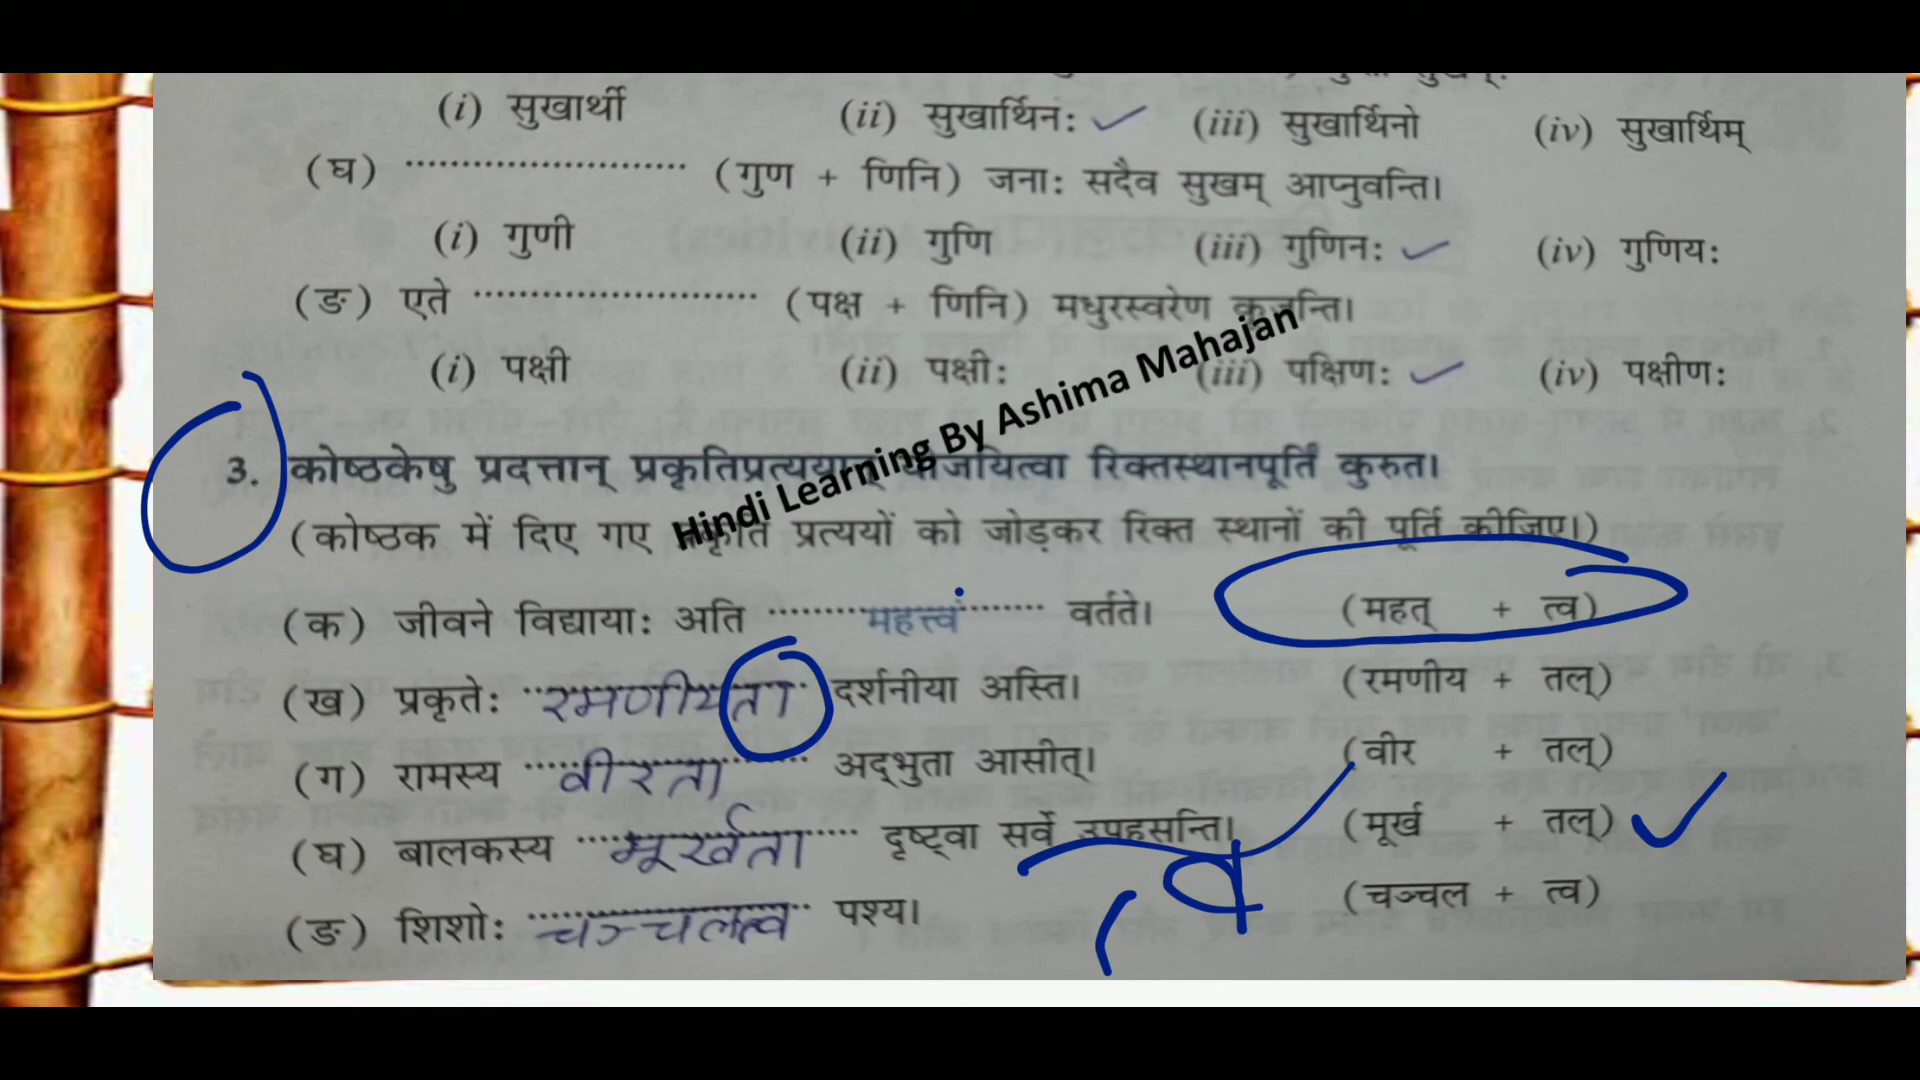 (i) सुखार्थी (ii) सुखार्थिनः ✓ (iii) सुखार्थिनो (iv) सुखार्थिम्
(घ) .......................... (गुण + णिनि) जनाः सदैव सुखम् आप्नुवन्ति।
(i) गुणी (ii) गुणि (iii) गुणिनः ✓ (iv) गुणियः
(ङ) एते .......................... (पक्ष + णिनि) मधुरस्वरेण कूजन्ति।
(i) पक्षी (ii) पक्षीः (iii) पक्षिणः ✓ (iv) पक्षीणः
Hindi Learning By Ashima Mahajan
3. कोष्ठकेषु प्रदत्तान् प्रकृतिप्रत्ययान् योजयित्वा रिक्तस्थानपूर्तिं कुरुत।
(कोष्ठक में दिए गए प्रकृति प्रत्ययों को जोड़कर रिक्त स्थानों की पूर्ति कीजिए।)
(क) जीवने विद्यायाः अति महत्त्वं वर्तते। (महत् + त्व)
(ख) प्रकृतेः रमणीयता दर्शनीया अस्ति। (रमणीय + तल्)
(ग) रामस्य वीरता अद्भुता आसीत्। (वीर + तल्)
(घ) बालकस्य मूर्खता दृष्ट्वा सर्वे उपहसन्ति। (मूर्ख + तल्) ✓
(ङ) शिशोः चञ्चलत्व पश्य। (चञ्चल + त्व)